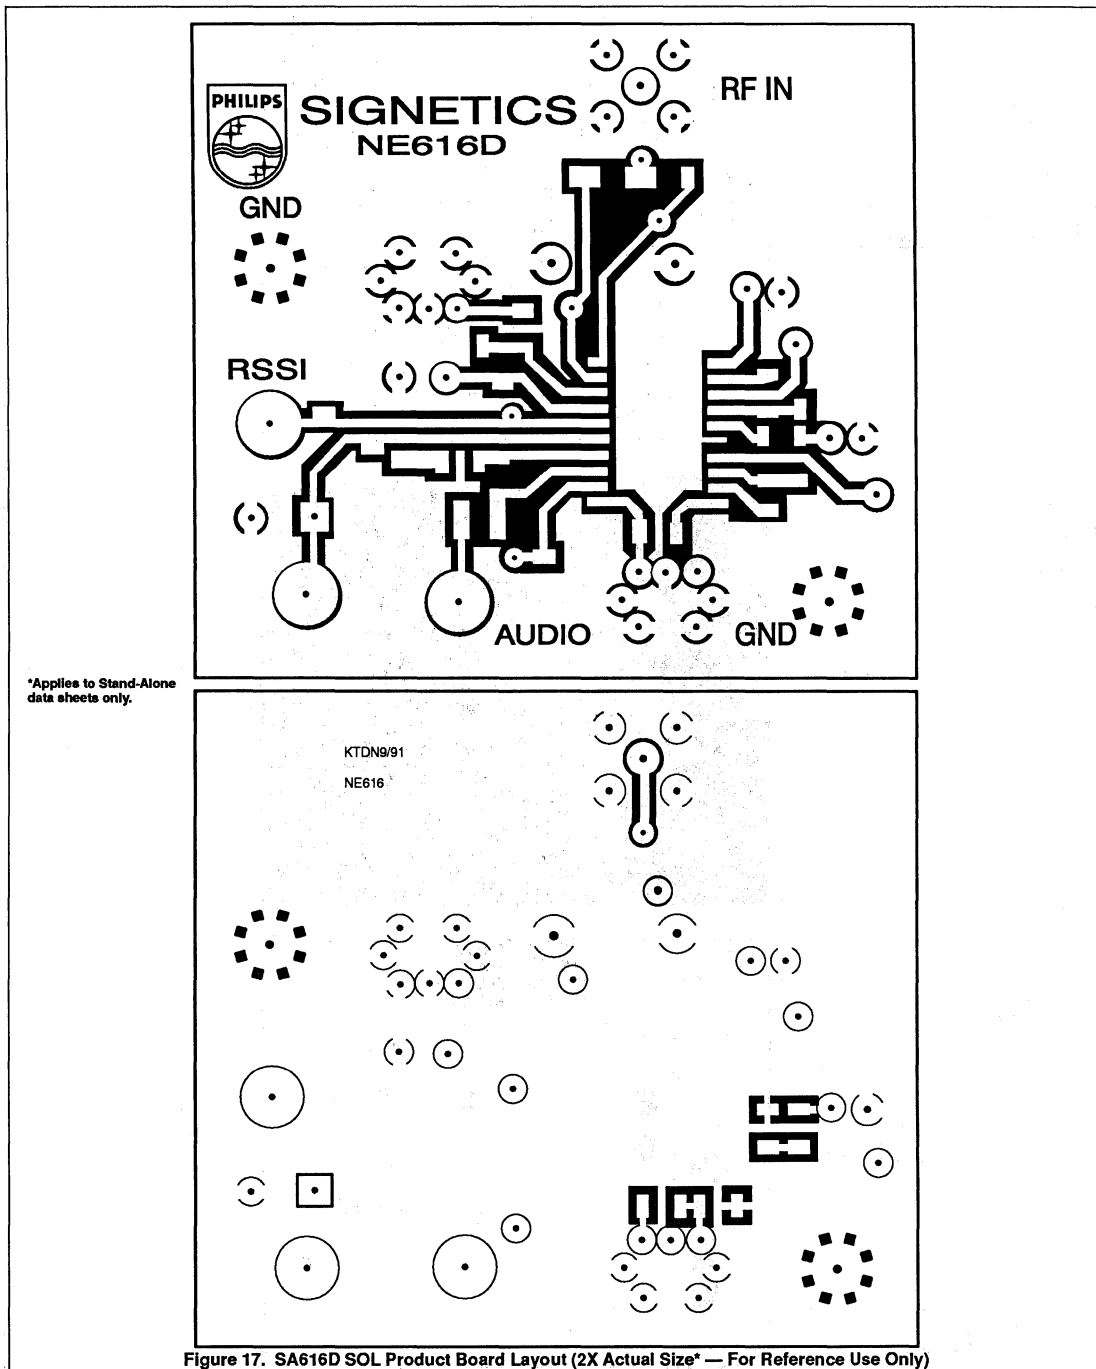 PHILIPS
SIGNETICS
NE616D
RF IN
GND
RSSI
AUDIO
GND
*Applies to Stand-Alone
data sheets only.
KTDN9/91
NE616
Figure 17. SA616D SOL Product Board Layout (2X Actual Size* — For Reference Use Only)